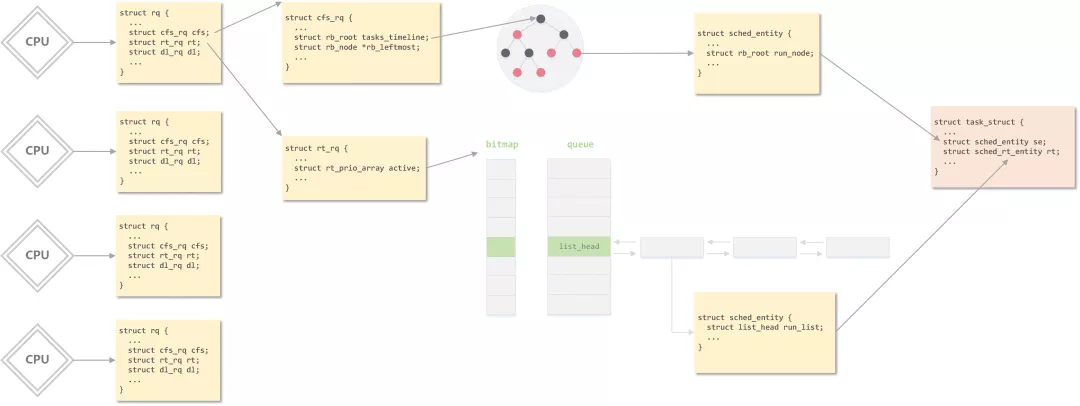 CPU
struct rq {
...
struct cfs_rq cfs;
struct rt_rq rt;
struct dl_rq dl;
...
}
struct cfs_rq {
...
struct rb_root tasks_timeline;
struct rb_node *rb_leftmost;
...
}
struct sched_entity {
...
struct rb_root run_node;
...
}
CPU
struct rq {
...
struct cfs_rq cfs;
struct rt_rq rt;
struct dl_rq dl;
...
}
struct rt_rq {
...
struct rt_prio_array active;
...
}
bitmap
queue
list_head
struct task_struct {
...
struct sched_entity se;
struct sched_rt_entity rt;
...
}
CPU
struct rq {
...
struct cfs_rq cfs;
struct rt_rq rt;
struct dl_rq dl;
...
}
struct sched_entity {
struct list_head run_list;
...
}
CPU
struct rq {
...
struct cfs_rq cfs;
struct rt_rq rt;
struct dl_rq dl;
...
}